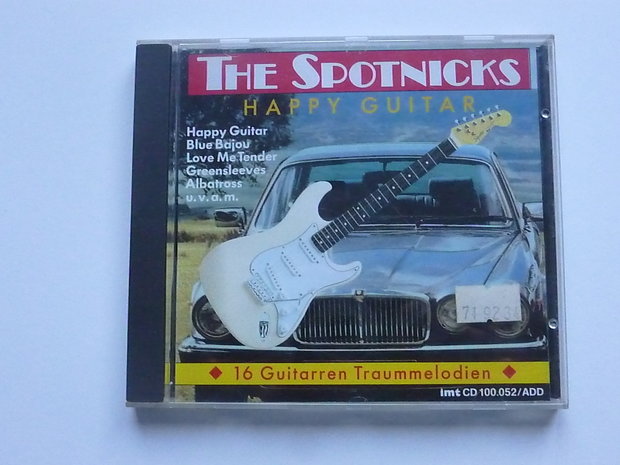 THE SPOTNICKS
HAPPY GUITAR
Happy Guitar
Blue Bajou
Love Me Tender
Greensleeves
Albatross
u.v.a.m.
16 Guitarren Traummelodien
imt CD 100.052/ADD